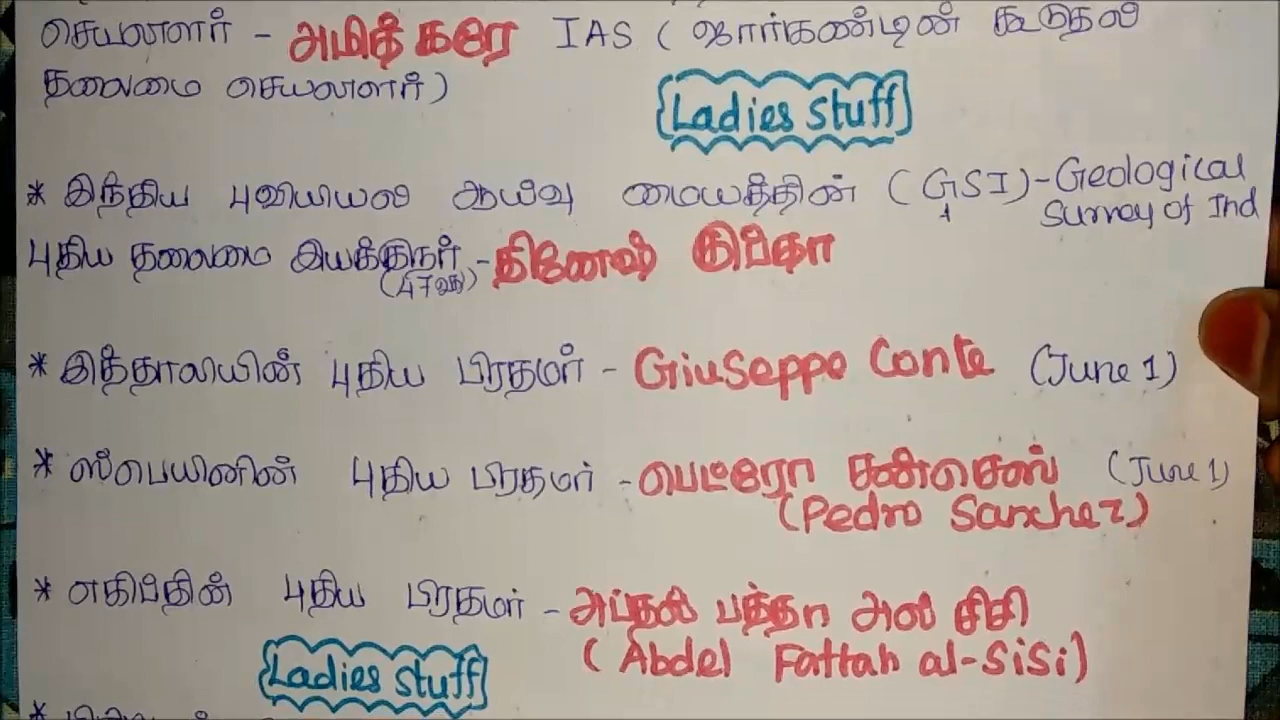 செயலாளர் - அமித் கரே IAS ( ஜார்கண்டின் கூடுதல்
தலைமை செயலாளர் )
Ladies Stuff
* இந்திய புவியியல் ஆய்வு மையத்தின் ( GSI ) - Geological
Survey of Ind
புதிய தலைமை இயக்குநர் - தினேஷ் குப்தா
(47வது)
* இத்தாலியின் புதிய பிரதமர் - Giuseppe Conte (June 1)
* ஸ்பெயினின் புதிய பிரதமர் - பெட்ரோ சன்செஸ் (June 1)
(Pedro Sanchez)
* எகிப்தின் புதிய பிரதமர் - அப்தல் பத்தா அல் சிசி
( Abdel Fattah al-SiSi )
Ladies Stuff
*